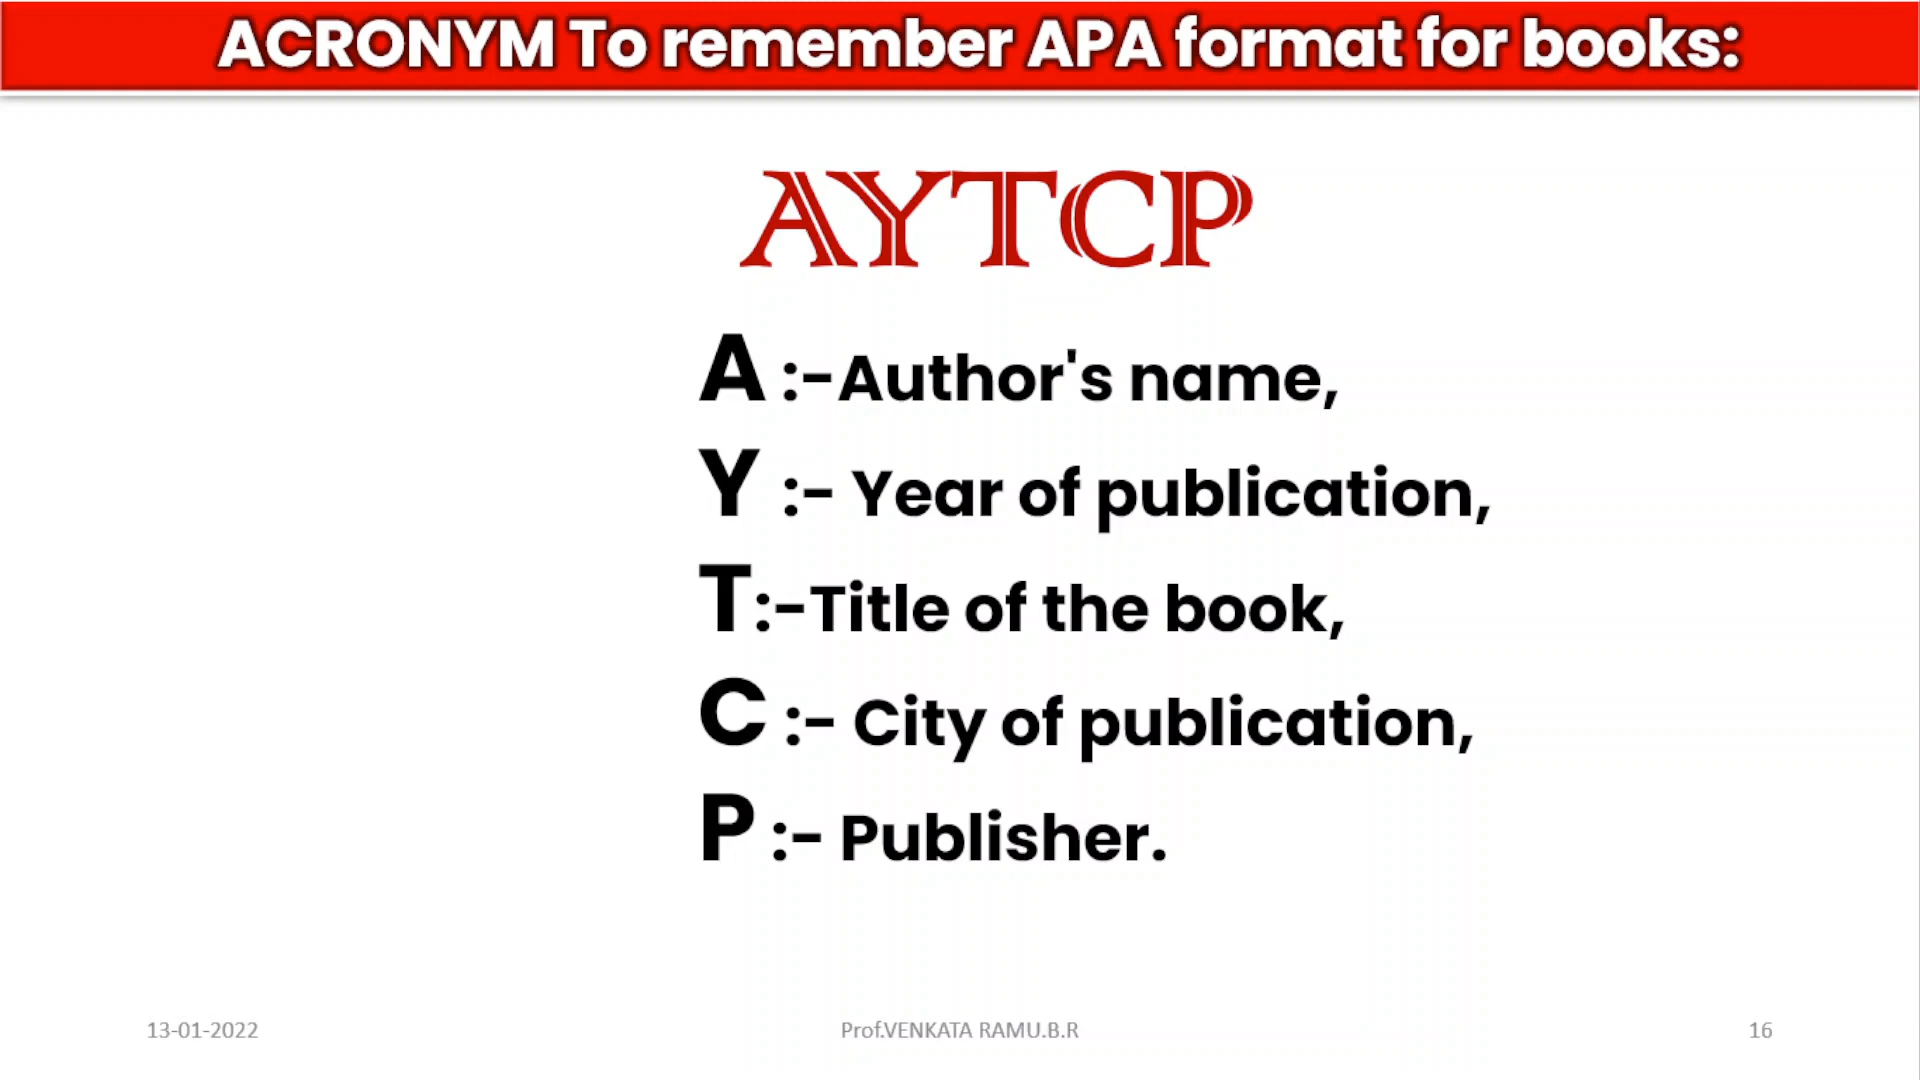 ACRONYM To remember APA format for books:
AYTCP
A :-Author's name,
Y :- Year of publication,
T:-Title of the book,
C :- City of publication,
P :- Publisher.
13-01-2022 Prof.VENKATA RAMU.B.R 16